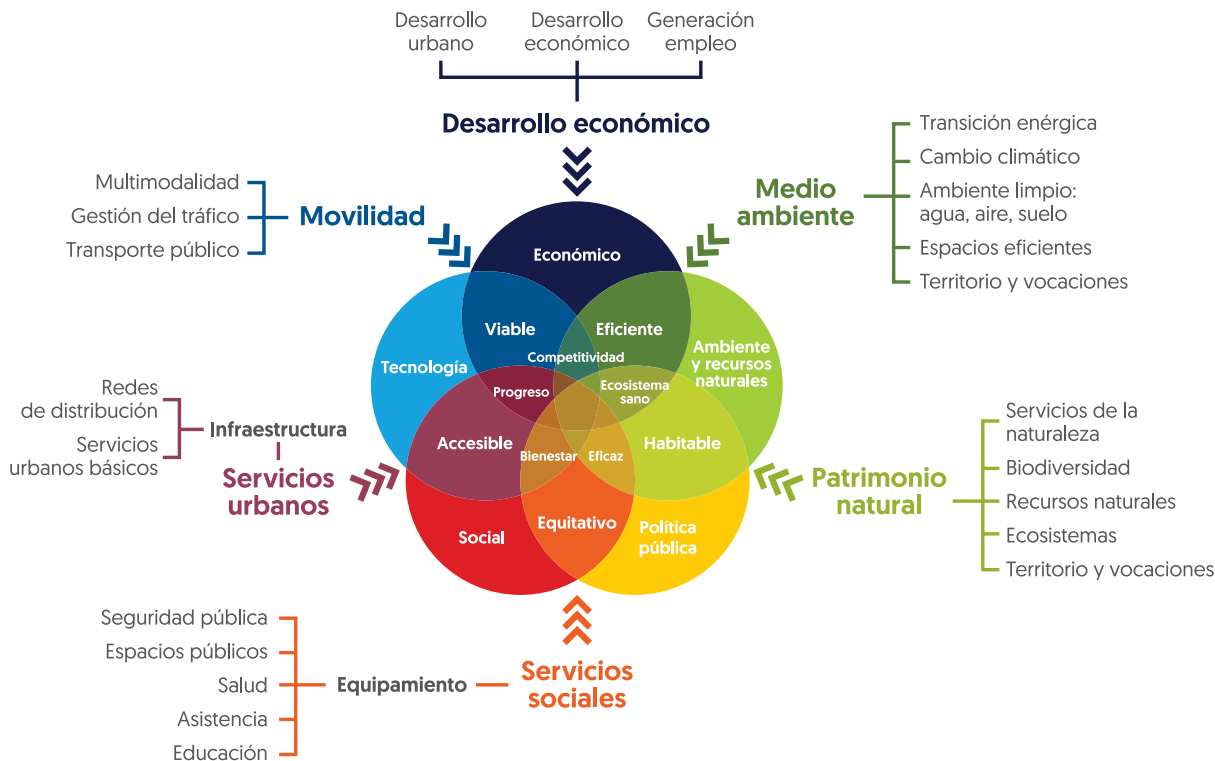 Desarrollo
urbano
Desarrollo
económico
Generación
empleo
Desarrollo económico
Multimodalidad
Gestión del tráfico
Transporte público
Movilidad
Medio
ambiente
Transición enérgica
Cambio climático
Ambiente limpio:
agua, aire, suelo
Espacios eficientes
Territorio y vocaciones
Económico
Viable
Eficiente
Tecnología
Competitividad
Ambiente
y recursos
naturales
Progreso
Ecosistema
sano
Accesible
Bienestar
Eficaz
Habitable
Social
Equitativo
Política
pública
Redes
de distribución
Servicios
urbanos básicos
Infraestructura
Servicios
urbanos
Patrimonio
natural
Servicios de la
naturaleza
Biodiversidad
Recursos naturales
Ecosistemas
Territorio y vocaciones
Seguridad pública
Espacios públicos
Salud
Asistencia
Educación
Equipamiento
Servicios
sociales